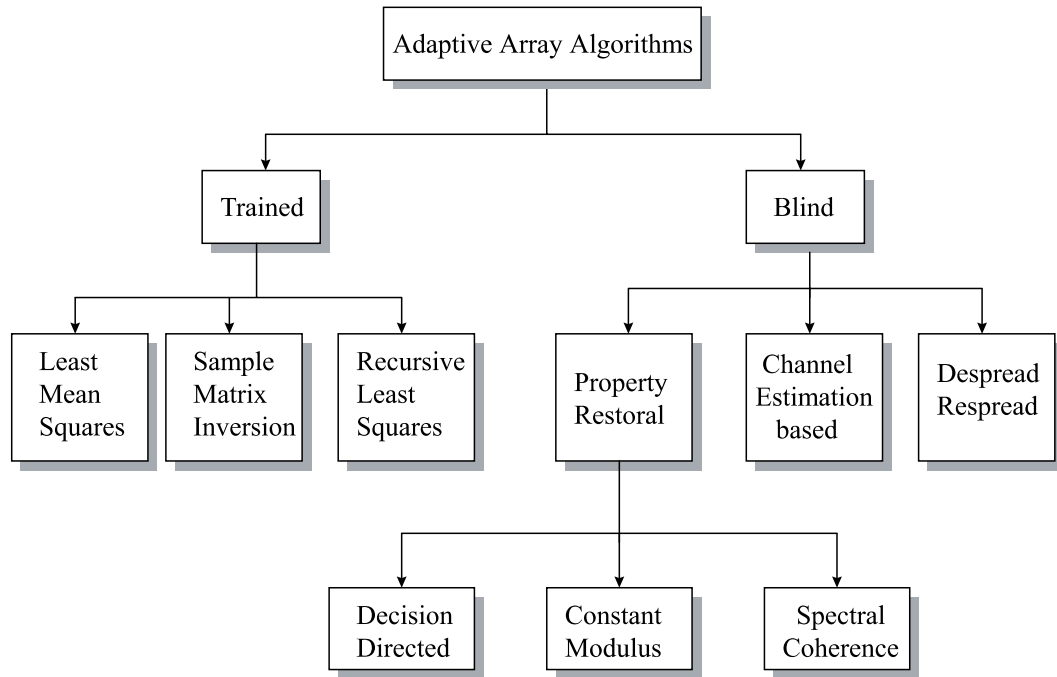 Adaptive Array Algorithms
Trained
Blind
Least
Mean
Squares
Sample
Matrix
Inversion
Recursive
Least
Squares
Property
Restoral
Channel
Estimation
based
Despread
Respread
Decision
Directed
Constant
Modulus
Spectral
Coherence